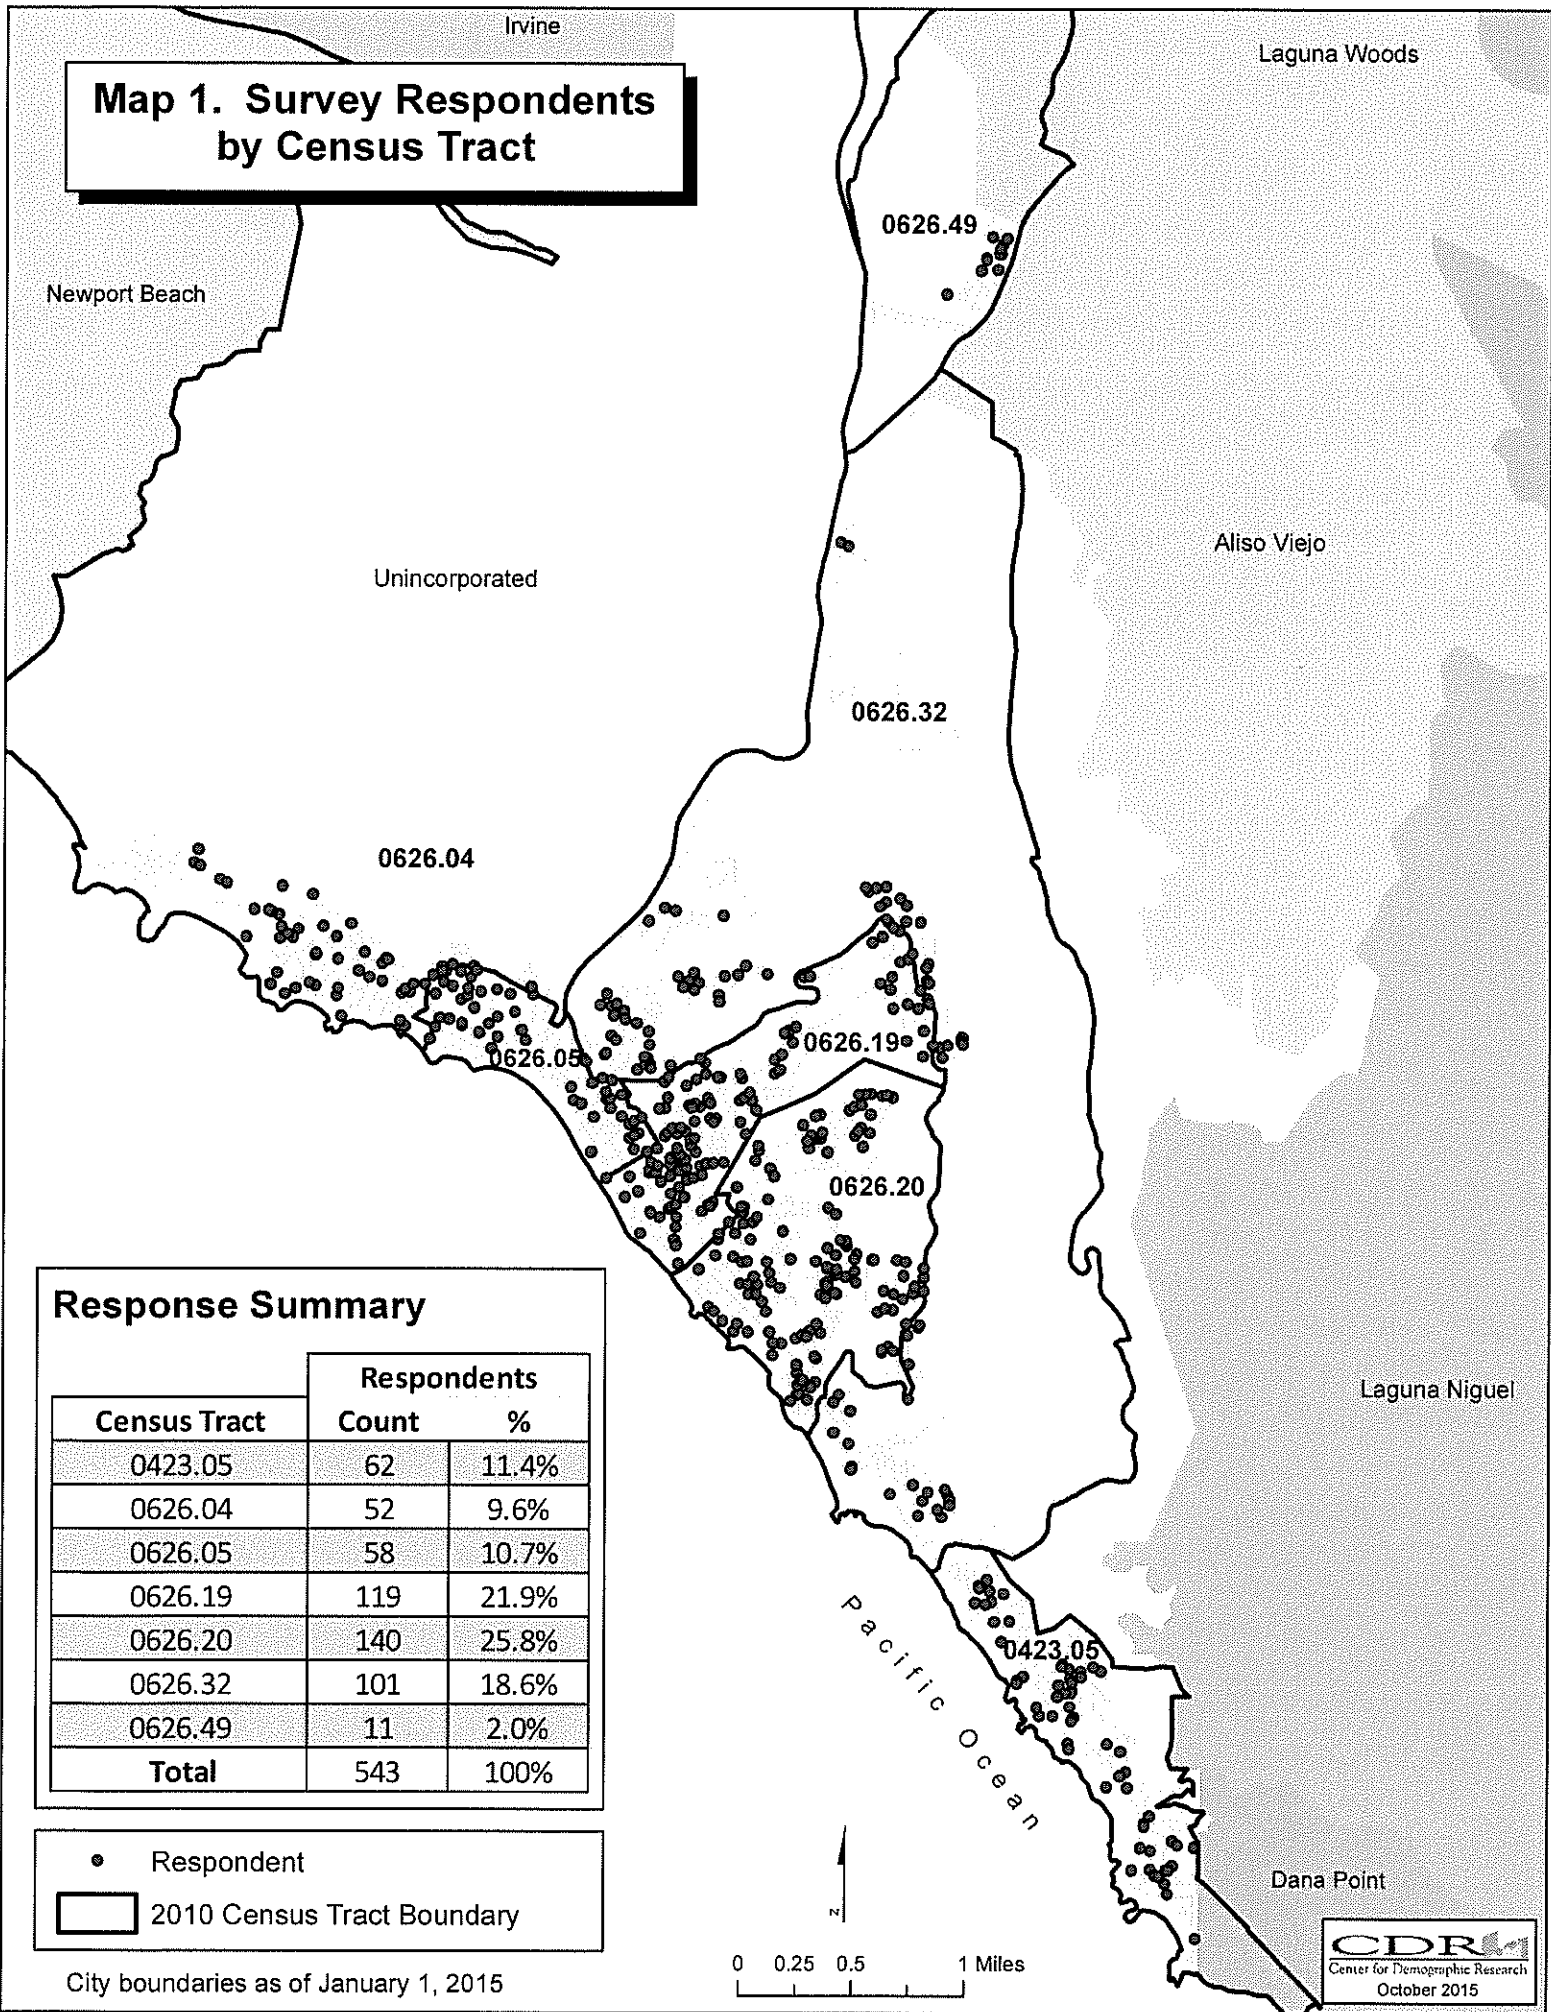 Irvine
Laguna Woods
Map 1. Survey Respondents
by Census Tract
0626.49
Newport Beach
Aliso Viejo
Unincorporated
0626.32
0626.04
0626.19
0626.05
0626.20
Response Summary
Respondents
Census Tract Count %
0423.05 62 11.4%
0626.04 52 9.6%
0626.05 58 10.7%
0626.19 119 21.9%
0626.20 140 25.8%
0626.32 101 18.6%
0626.49 11 2.0%
Total 543 100%
Laguna Niguel
Pacific Ocean
0423.05
Respondent
2010 Census Tract Boundary
Dana Point
City boundaries as of January 1, 2015
N
0 0.25 0.5 1 Miles
CDR
Center for Demographic Research
October 2015